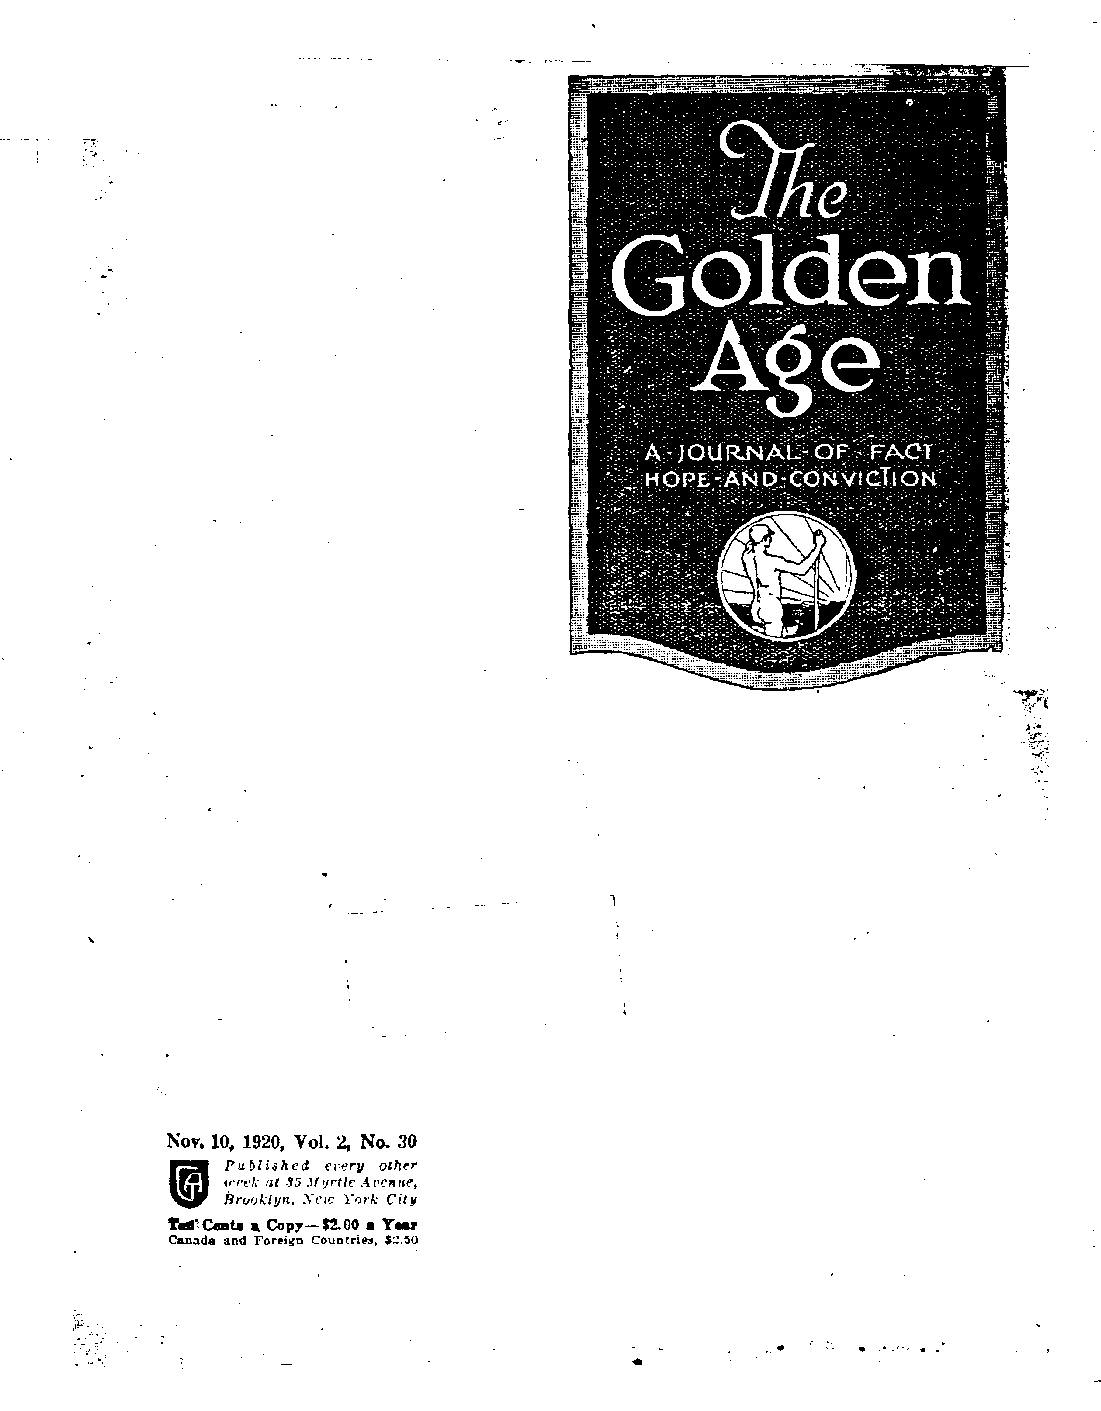 The
Golden
Age
A JOURNAL OF FACT
HOPE AND CONVICTION
Nov. 10, 1920, Vol. 2, No. 30
Published every other
week at 35 Myrtle Avenue,
Brooklyn, New York City
Ten Cents a Copy—$2.00 a Year
Canada and Foreign Countries, $2.50